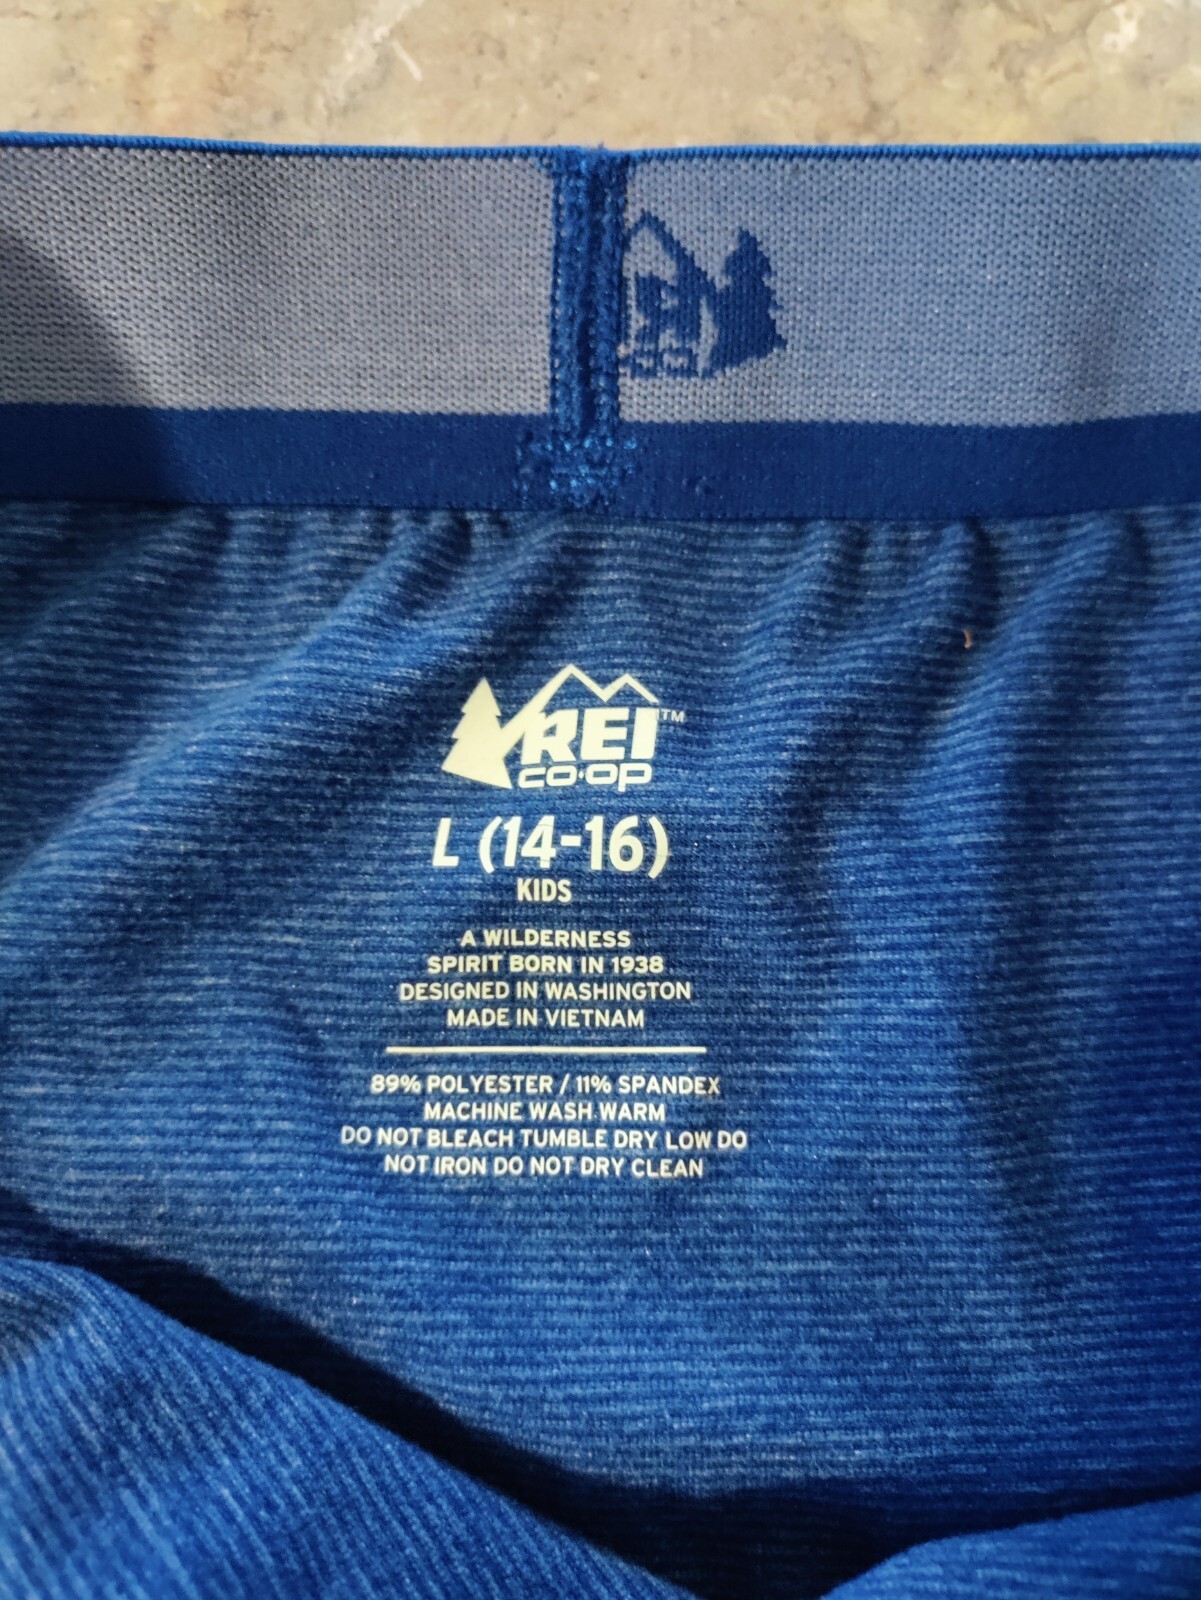 REI™
co·op
L (14-16)
KIDS
A WILDERNESS
SPIRIT BORN IN 1938
DESIGNED IN WASHINGTON
MADE IN VIETNAM
89% POLYESTER / 11% SPANDEX
MACHINE WASH WARM
DO NOT BLEACH TUMBLE DRY LOW DO
NOT IRON DO NOT DRY CLEAN